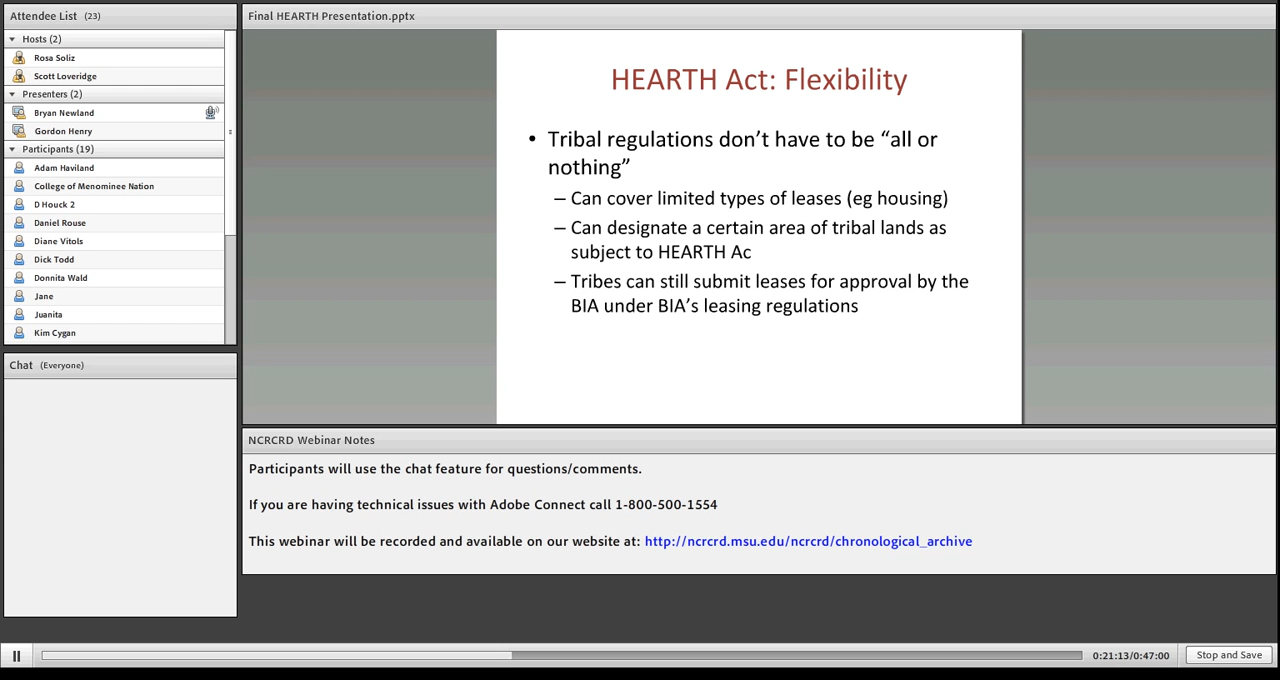 Attendee List (23)
Hosts (2)
Rosa Soliz
Scott Loveridge
Presenters (2)
Bryan Newland
Gordon Henry
Participants (19)
Adam Haviland
College of Menominee Nation
D Houck 2
Daniel Rouse
Diane Vitols
Dick Todd
Donnita Wald
Jane
Juanita
Kim Cygan
Chat (Everyone)
Final HEARTH Presentation.pptx
HEARTH Act: Flexibility
• Tribal regulations don't have to be “all or
nothing”
– Can cover limited types of leases (eg housing)
– Can designate a certain area of tribal lands as
subject to HEARTH Ac
– Tribes can still submit leases for approval by the
BIA under BIA's leasing regulations
NCRCRD Webinar Notes
Participants will use the chat feature for questions/comments.
If you are having technical issues with Adobe Connect call 1-800-500-1554
This webinar will be recorded and available on our website at: http://ncrcrd.msu.edu/ncrcrd/chronological_archive
0:21:13/0:47:00
Stop and Save